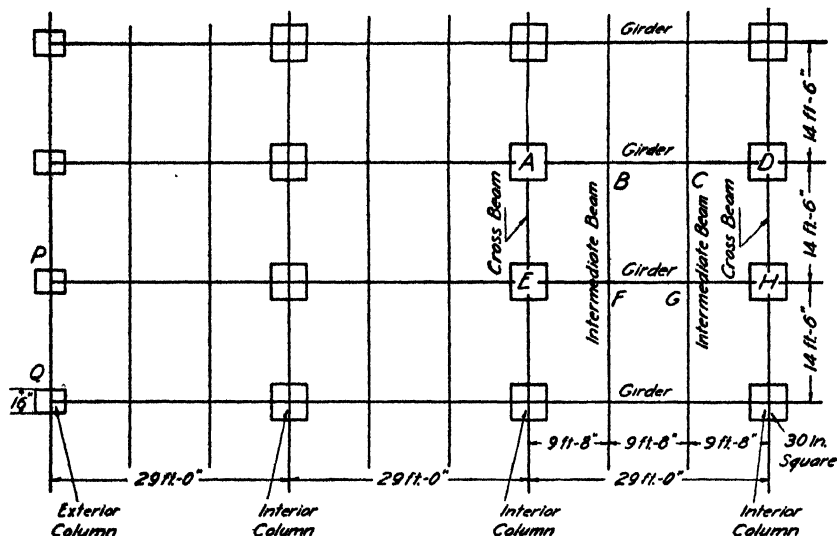 Girder
14 ft.-6"
A
Girder
D
B
C
14 ft.-6"
Cross Beam
Intermediate Beam
Intermediate Beam
Cross Beam
P
E
Girder
H
F
G
14 ft.-6"
Q
Girder
9 ft-8"
9 ft-8"
9 ft-8"
30 In.
Square
29 ft.-0"
29 ft.-0"
29 ft.-0"
Exterior
Column
Interior
Column
Interior
Column
Interior
Column